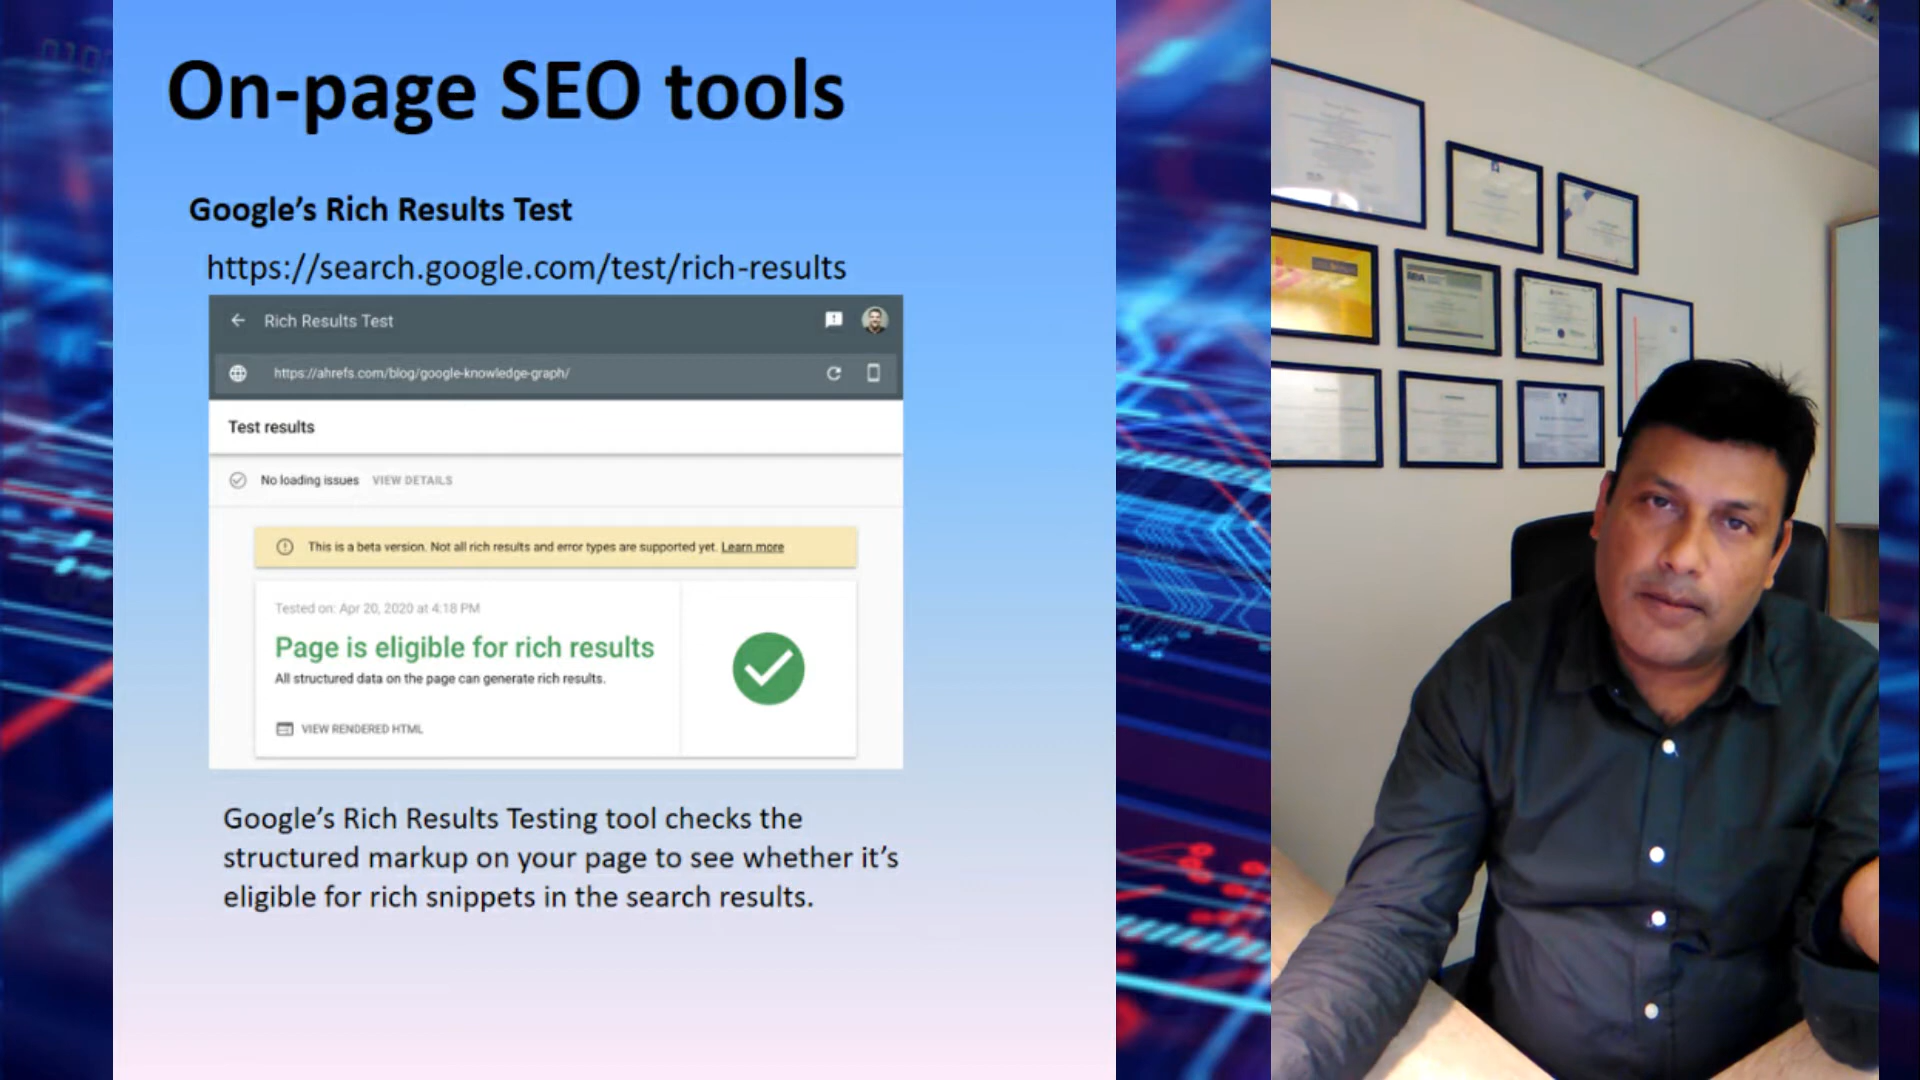 On-page SEO tools
Google's Rich Results Test
https://search.google.com/test/rich-results
Rich Results Test
https://ahrefs.com/blog/google-knowledge-graph/
Test results
No loading issues VIEW DETAILS
This is a beta version. Not all rich results and error types are supported yet. Learn more
Tested on: Apr 20, 2020 at 4:18 PM
Page is eligible for rich results
All structured data on the page can generate rich results.
VIEW RENDERED HTML
Google's Rich Results Testing tool checks the
structured markup on your page to see whether it's
eligible for rich snippets in the search results.